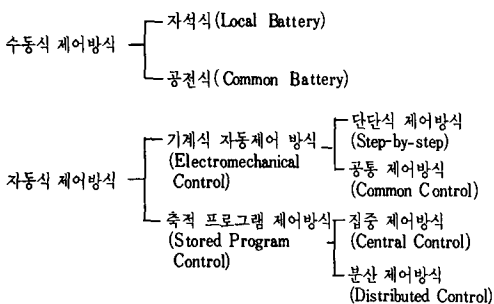 수동식 제어방식
자석식(Local Battery)
공전식(Common Battery)
자동식 제어방식
기계식 자동제어 방식
(Electromechanical
Control)
단단식 제어방식
(Step-by-step)
공통 제어방식
(Common Control)
축적 프로그램 제어방식
(Stored Program
Control)
집중 제어방식
(Central Control)
분산 제어방식
(Distributed Control)